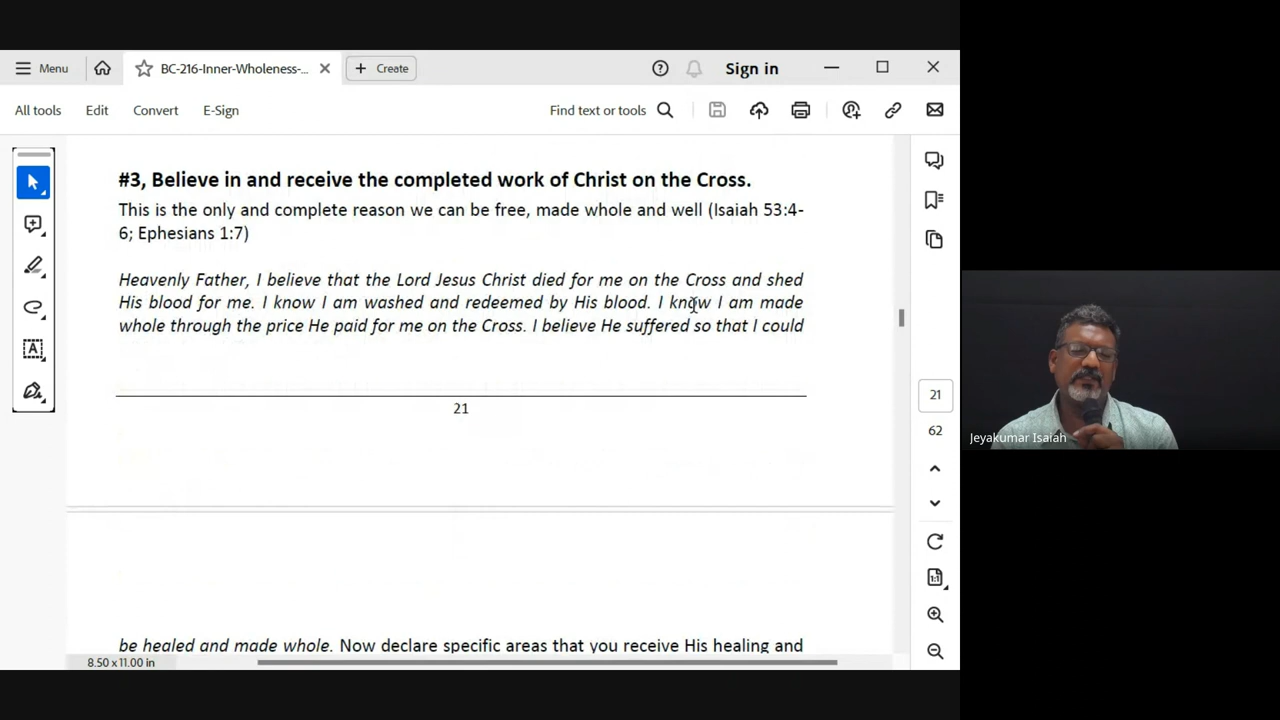 Menu
BC-216-Inner-Wholeness-...
Create
Sign in
All tools
Edit
Convert
E-Sign
Find text or tools
#3, Believe in and receive the completed work of Christ on the Cross.
This is the only and complete reason we can be free, made whole and well (Isaiah 53:4-
6; Ephesians 1:7)
Heavenly Father, I believe that the Lord Jesus Christ died for me on the Cross and shed
His blood for me. I know I am washed and redeemed by His blood. I know I am made
whole through the price He paid for me on the Cross. I believe He suffered so that I could
21
be healed and made whole. Now declare specific areas that you receive His healing and
8.50 x 11.00 in
21
62
1:1
Jeyakumar Isaiah